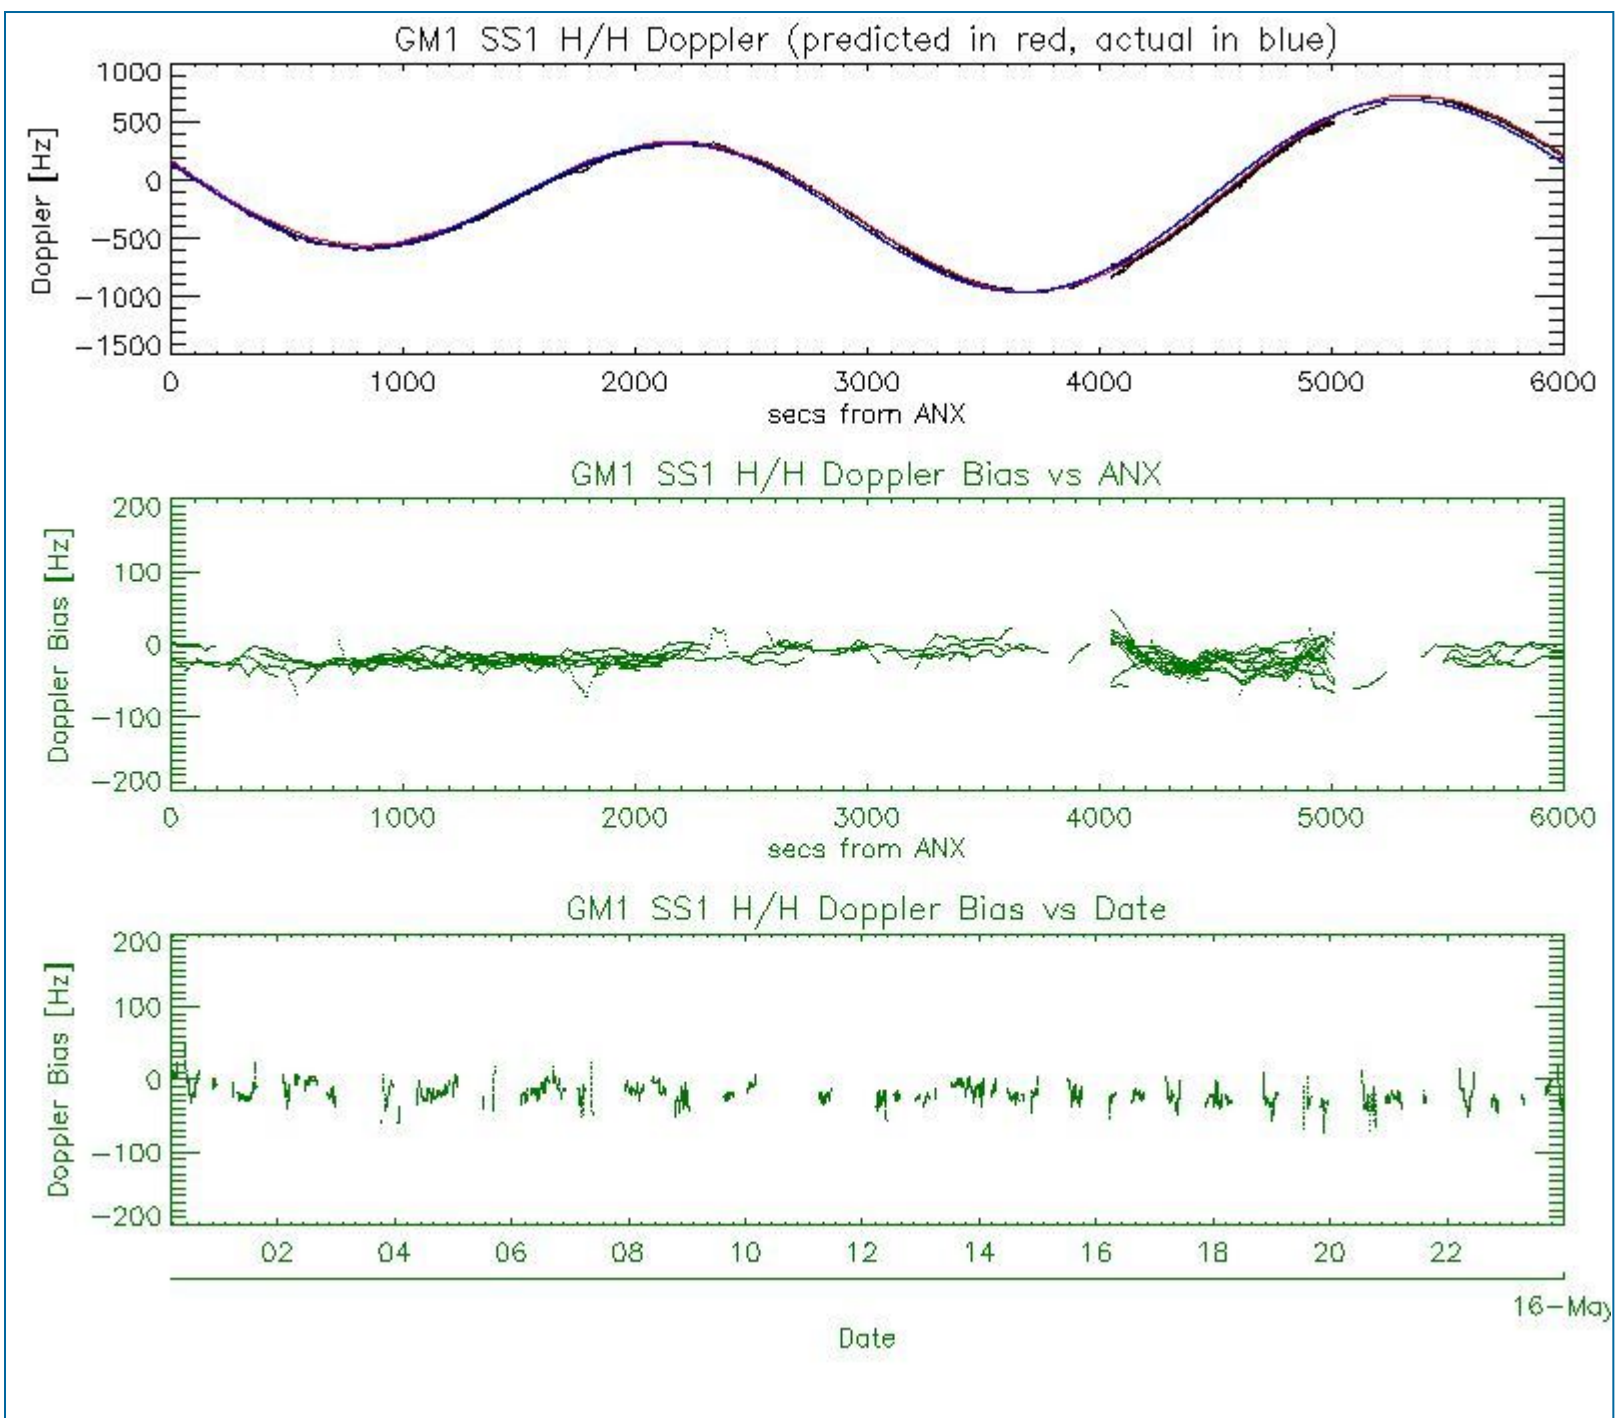 GM1 SS1 H/H Doppler (predicted in red, actual in blue)
1000
500
0
-500
-1000
-1500
Doppler [Hz]
0 1000 2000 3000 4000 5000 6000
secs from ANX
GM1 SS1 H/H Doppler Bias vs ANX
200
100
0
-100
-200
Doppler Bias [Hz]
0 1000 2000 3000 4000 5000 6000
secs from ANX
GM1 SS1 H/H Doppler Bias vs Date
200
100
0
-100
-200
Doppler Bias [Hz]
02 04 06 08 10 12 14 16 18 20 22
16-May
Date